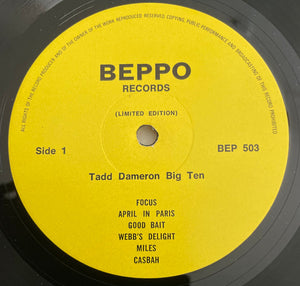 ALL RIGHTS OF THE RECORD PRODUCER AND OF THE OWNER OF THE WORK REPRODUCED RESERVED. COPYING, PUBLIC PERFORMANCE AND BROADCASTING OF THIS RECORD PROHIBITED
BEPPO
RECORDS
(LIMITED EDITION)
Side 1 BEP 503
Tadd Dameron Big Ten
FOCUS
APRIL IN PARIS
GOOD BAIT
WEBB'S DELIGHT
MILES
CASBAH